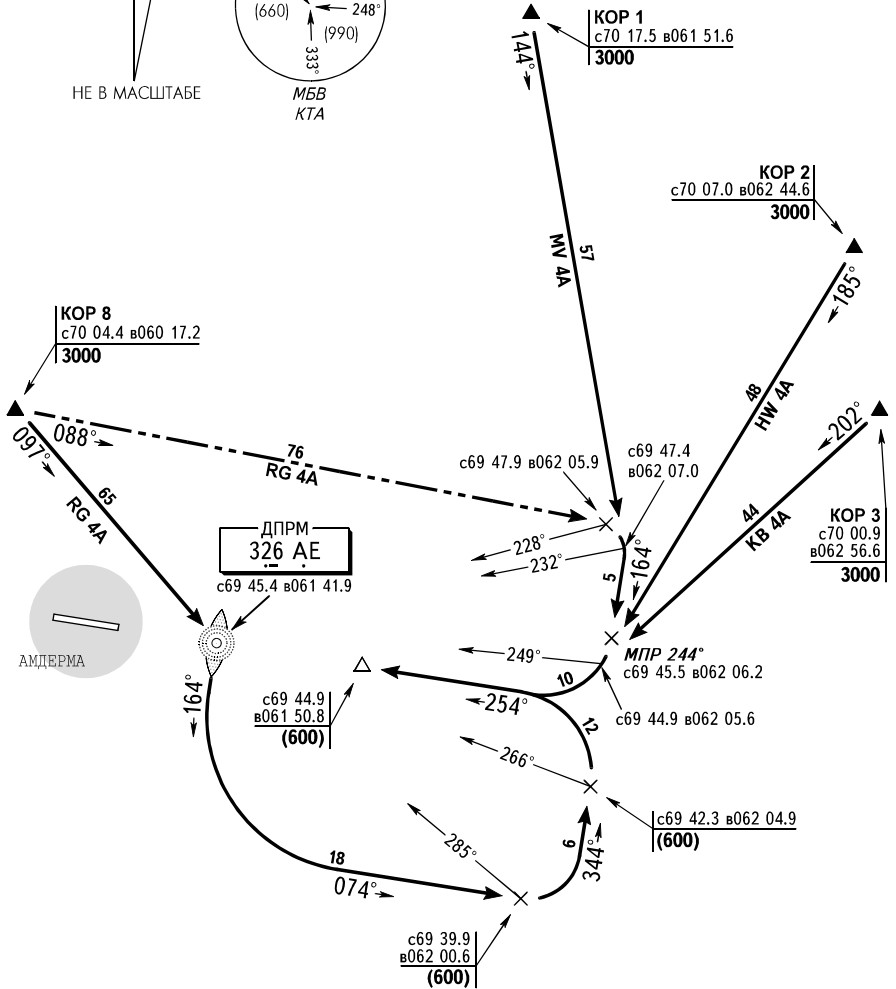 (660)
248°
(990)
333°
НЕ В МАСШТАБЕ
МБВ
КТА
КОР 1
с70 17.5 в061 51.6
3000
144°
КОР 2
с70 07.0 в062 44.6
3000
185°
57
MV 4A
КОР 8
с70 04.4 в060 17.2
3000
48
HW 4A
202°
088°
097°
76
RG 4A
65
RG 4A
с69 47.9 в062 05.9
с69 47.4
в062 07.0
44
KB 4A
КОР 3
с70 00.9
в062 56.6
3000
ДПРМ
326 АЕ
с69 45.4 в061 41.9
228°
232°
164°
5
АМДЕРМА
МПР 244°
с69 45.5 в062 06.2
249°
10
164°
с69 44.9
в061 50.8
(600)
254°
с69 44.9 в062 05.6
12
266°
с69 42.3 в062 04.9
(600)
285°
6
344°
18
074°
с69 39.9
в062 00.6
(600)